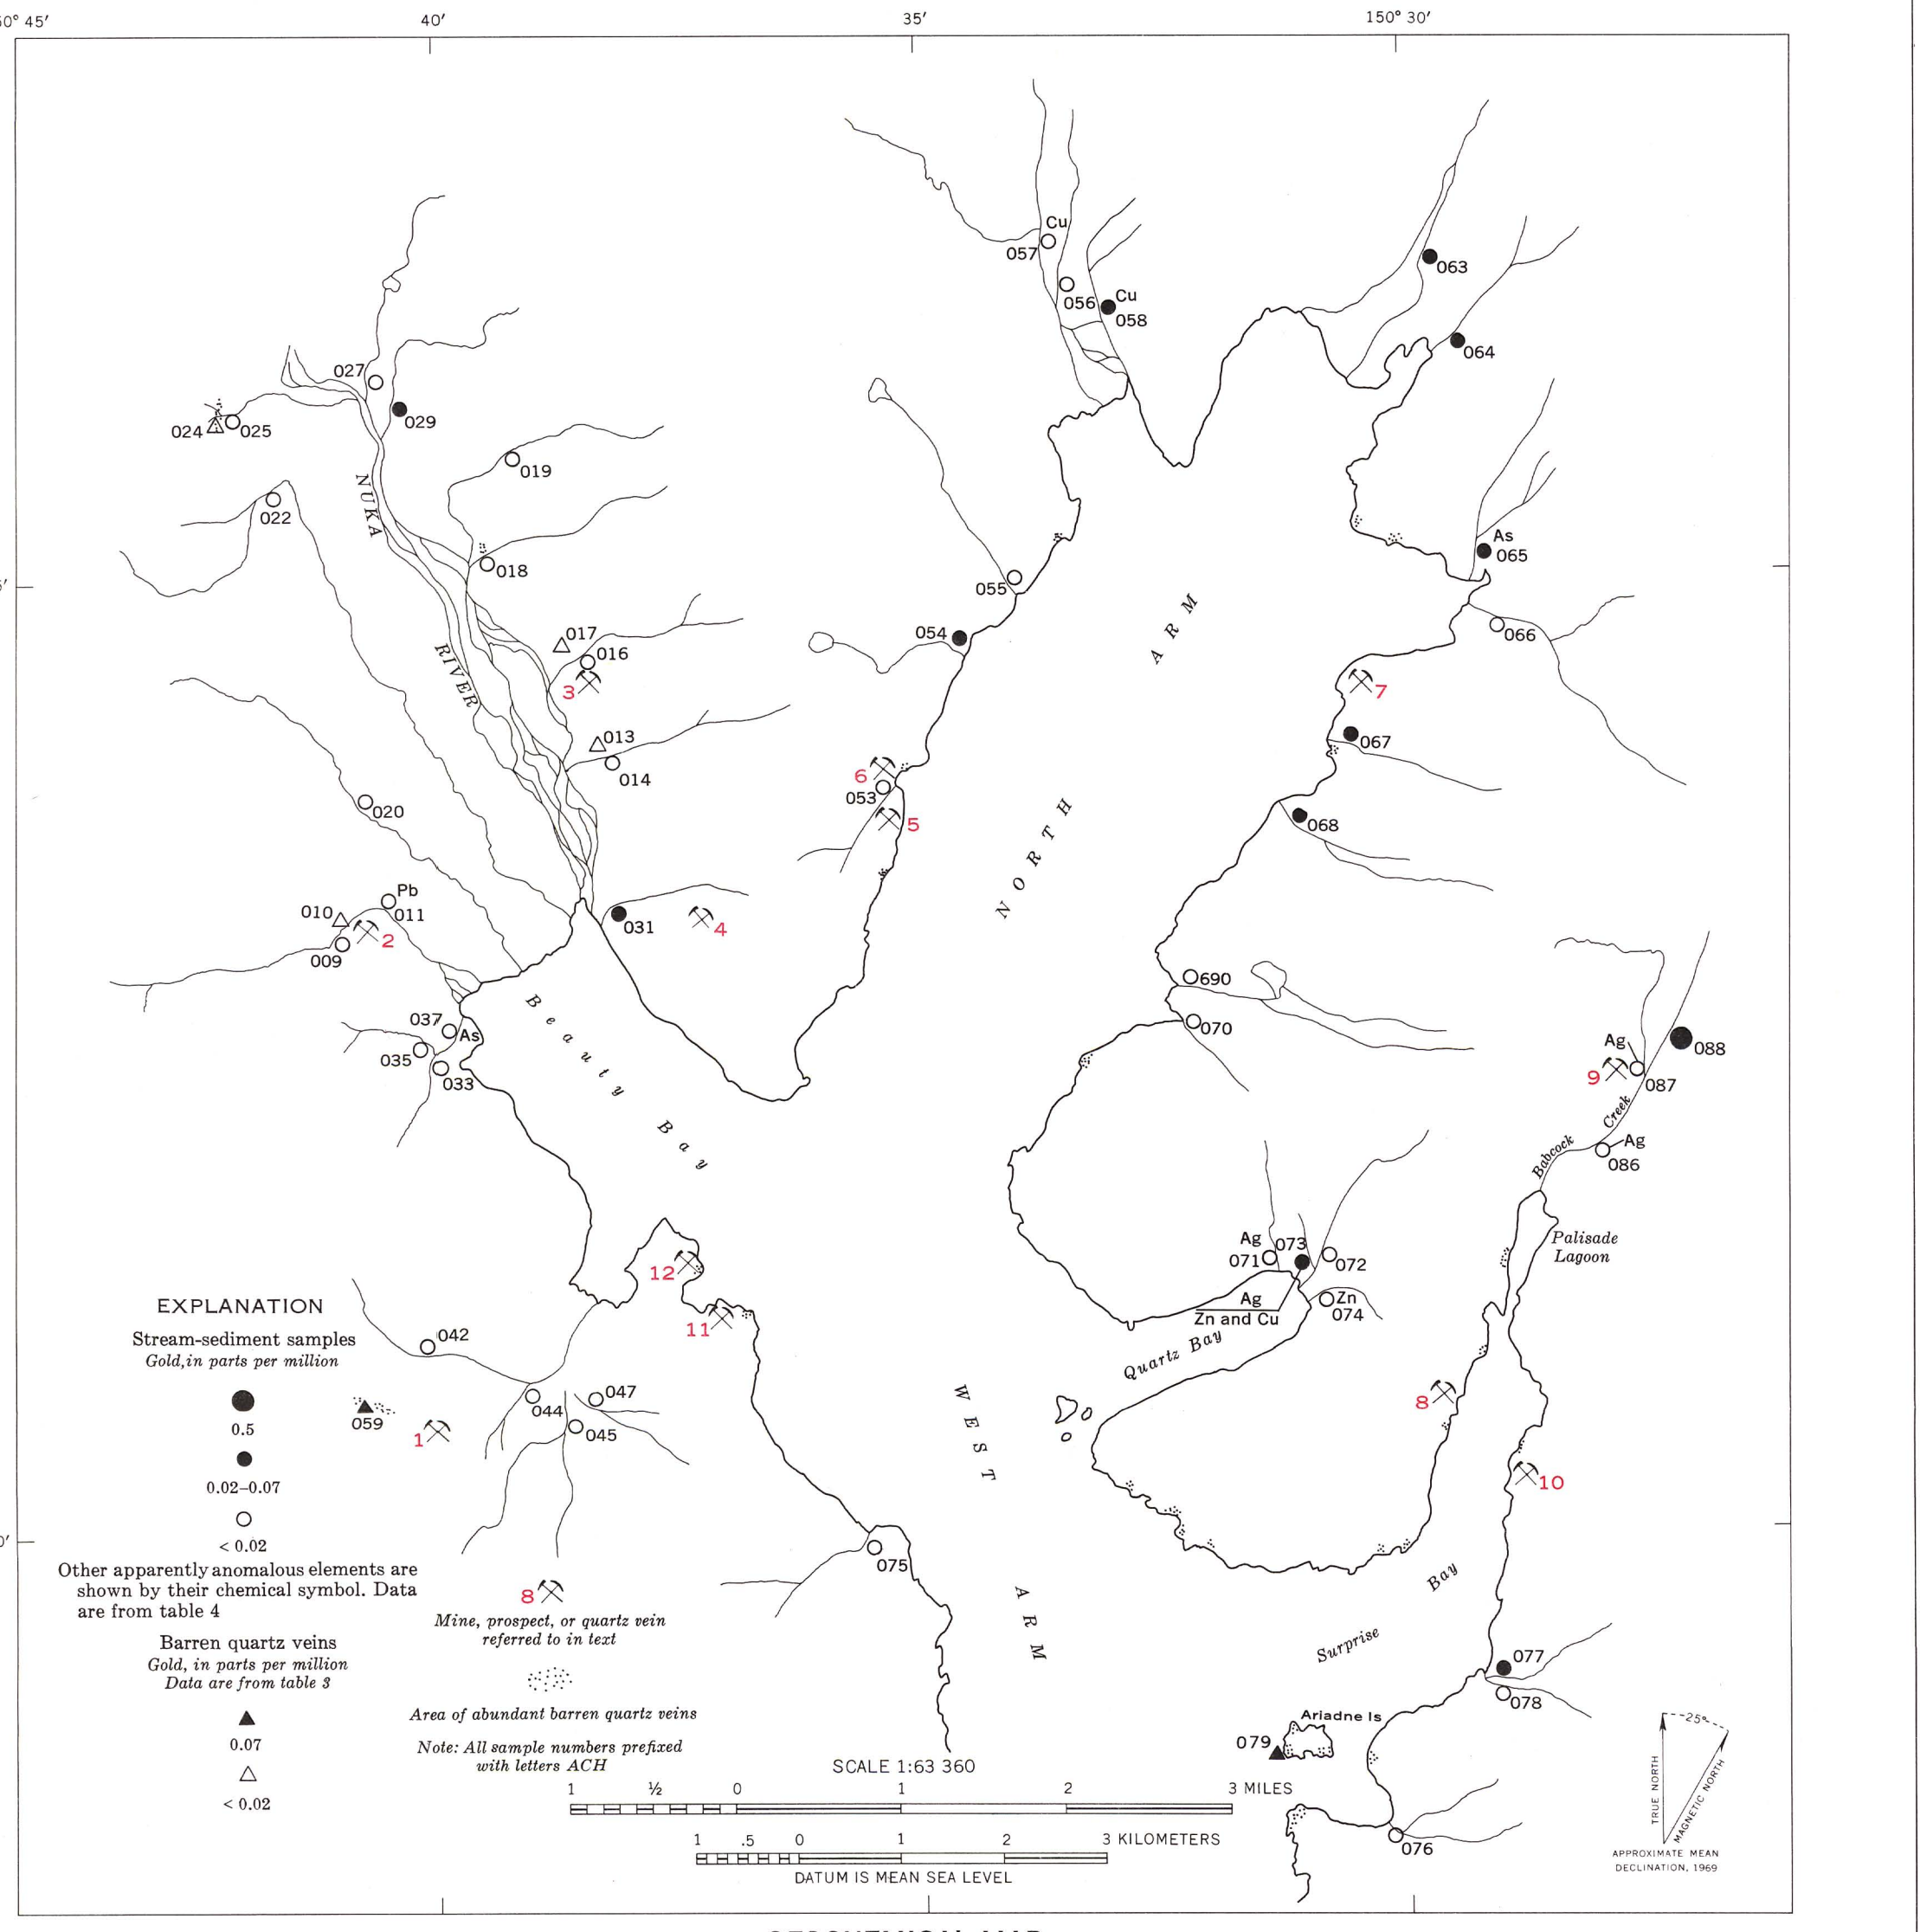 0° 45′
40′
35′
150° 30′
Cu
057
056
Cu
058
063
064
027
029
024
025
019
022
NUKA
018
As
065
055
054
066
017
016
3
RIVER
7
ARM
067
013
014
6
053
5
020
068
NORTH
Pb
010
011
2
009
031
4
690
070
037
As
035
033
Beauty Bay
088
Ag
9
087
Babcock Creek
Ag
086
Palisade
Lagoon
Ag
071
073
072
Zn
074
Ag
Zn and Cu
Quartz Bay
12
11
042
044
047
045
059
1
8
10
WEST
ARM
075
Bay
Surprise
077
078
Ariadne Is
079
076
EXPLANATION
Stream-sediment samples
Gold,in parts per million
0.5
0.02–0.07
< 0.02
Other apparently anomalous elements are
shown by their chemical symbol. Data
are from table 4
Barren quartz veins
Gold, in parts per million
Data are from table 3
0.07
< 0.02
8
Mine, prospect, or quartz vein
referred to in text
Area of abundant barren quartz veins
Note: All sample numbers prefixed
with letters ACH
SCALE 1:63 360
1 ½ 0 1 2 3 MILES
1 .5 0 1 2 3 KILOMETERS
DATUM IS MEAN SEA LEVEL
25°
TRUE NORTH
MAGNETIC NORTH
APPROXIMATE MEAN
DECLINATION, 1969